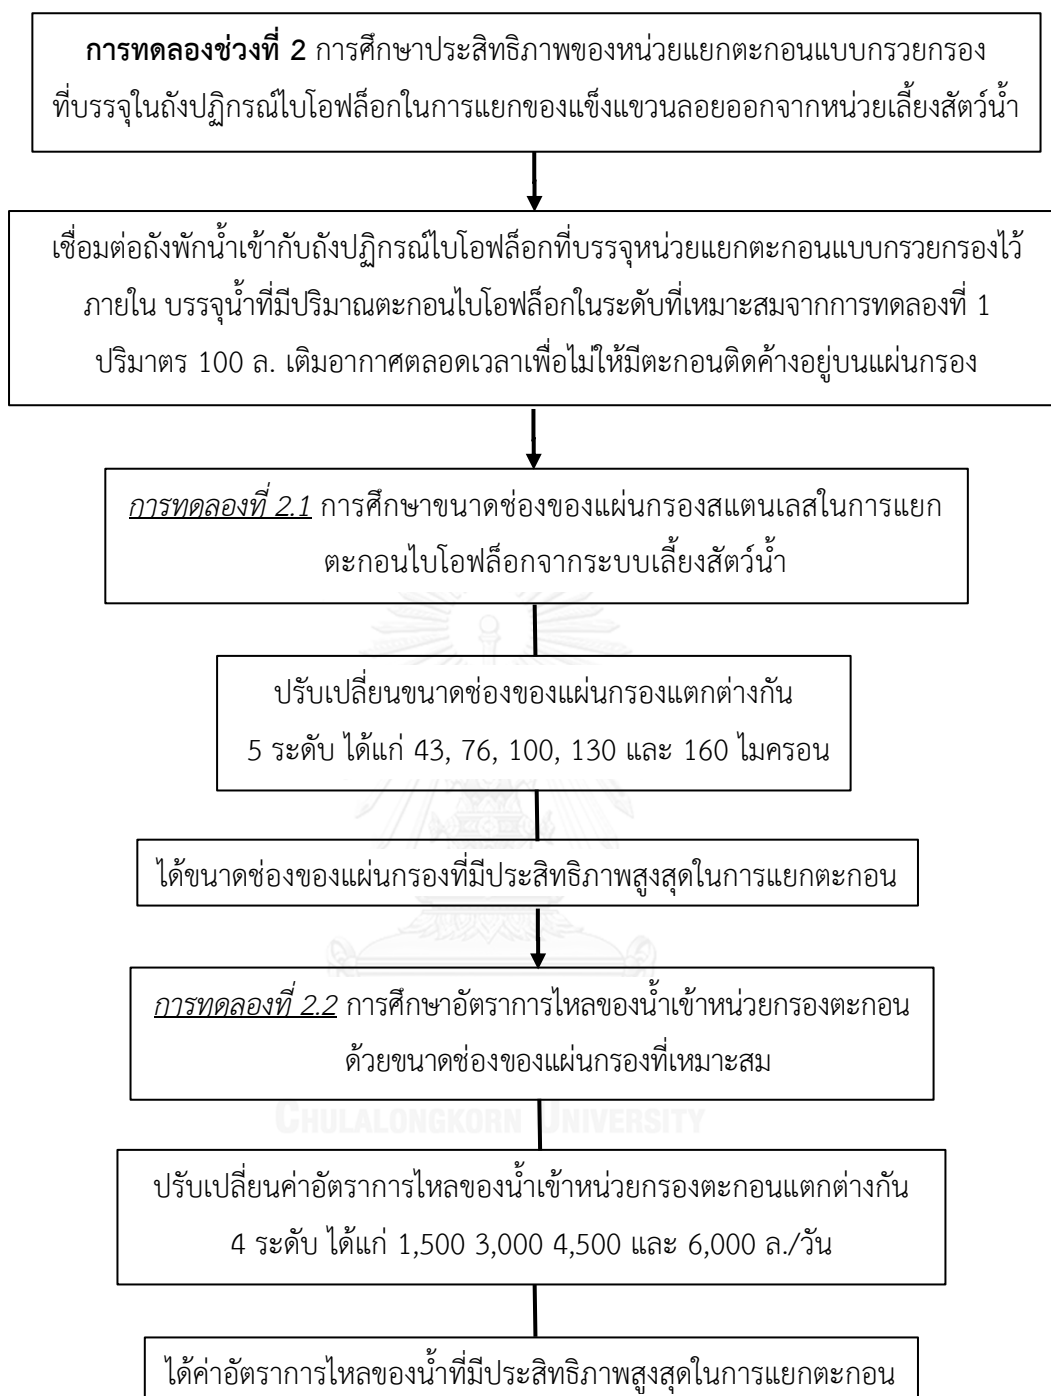 การทดลองช่วงที่ 2 การศึกษาประสิทธิภาพของหน่วยแยกตะกอนแบบกรวยกรอง
ที่บรรจุในถังปฏิกรณ์ไบโอฟล็อกในการแยกของแข็งแขวนลอยออกจากหน่วยเลี้ยงสัตว์น้ำ
เชื่อมต่อถังพักน้ำเข้ากับถังปฏิกรณ์ไบโอฟล็อกที่บรรจุหน่วยแยกตะกอนแบบกรวยกรองไว้
ภายใน บรรจุน้ำที่มีปริมาณตะกอนไบโอฟล็อกในระดับที่เหมาะสมจากการทดลองที่ 1
ปริมาตร 100 ล. เติมอากาศตลอดเวลาเพื่อไม่ให้มีตะกอนติดค้างอยู่บนแผ่นกรอง
การทดลองที่ 2.1 การศึกษาขนาดช่องของแผ่นกรองสแตนเลสในการแยก
ตะกอนไบโอฟล็อกจากระบบเลี้ยงสัตว์น้ำ
ปรับเปลี่ยนขนาดช่องของแผ่นกรองแตกต่างกัน
5 ระดับ ได้แก่ 43, 76, 100, 130 และ 160 ไมครอน
ได้ขนาดช่องของแผ่นกรองที่มีประสิทธิภาพสูงสุดในการแยกตะกอน
การทดลองที่ 2.2 การศึกษาอัตราการไหลของน้ำเข้าหน่วยกรองตะกอน
ด้วยขนาดช่องของแผ่นกรองที่เหมาะสม
CHULALONGKORN UNIVERSITY
ปรับเปลี่ยนค่าอัตราการไหลของน้ำเข้าหน่วยกรองตะกอนแตกต่างกัน
4 ระดับ ได้แก่ 1,500 3,000 4,500 และ 6,000 ล./วัน
ได้ค่าอัตราการไหลของน้ำที่มีประสิทธิภาพสูงสุดในการแยกตะกอน